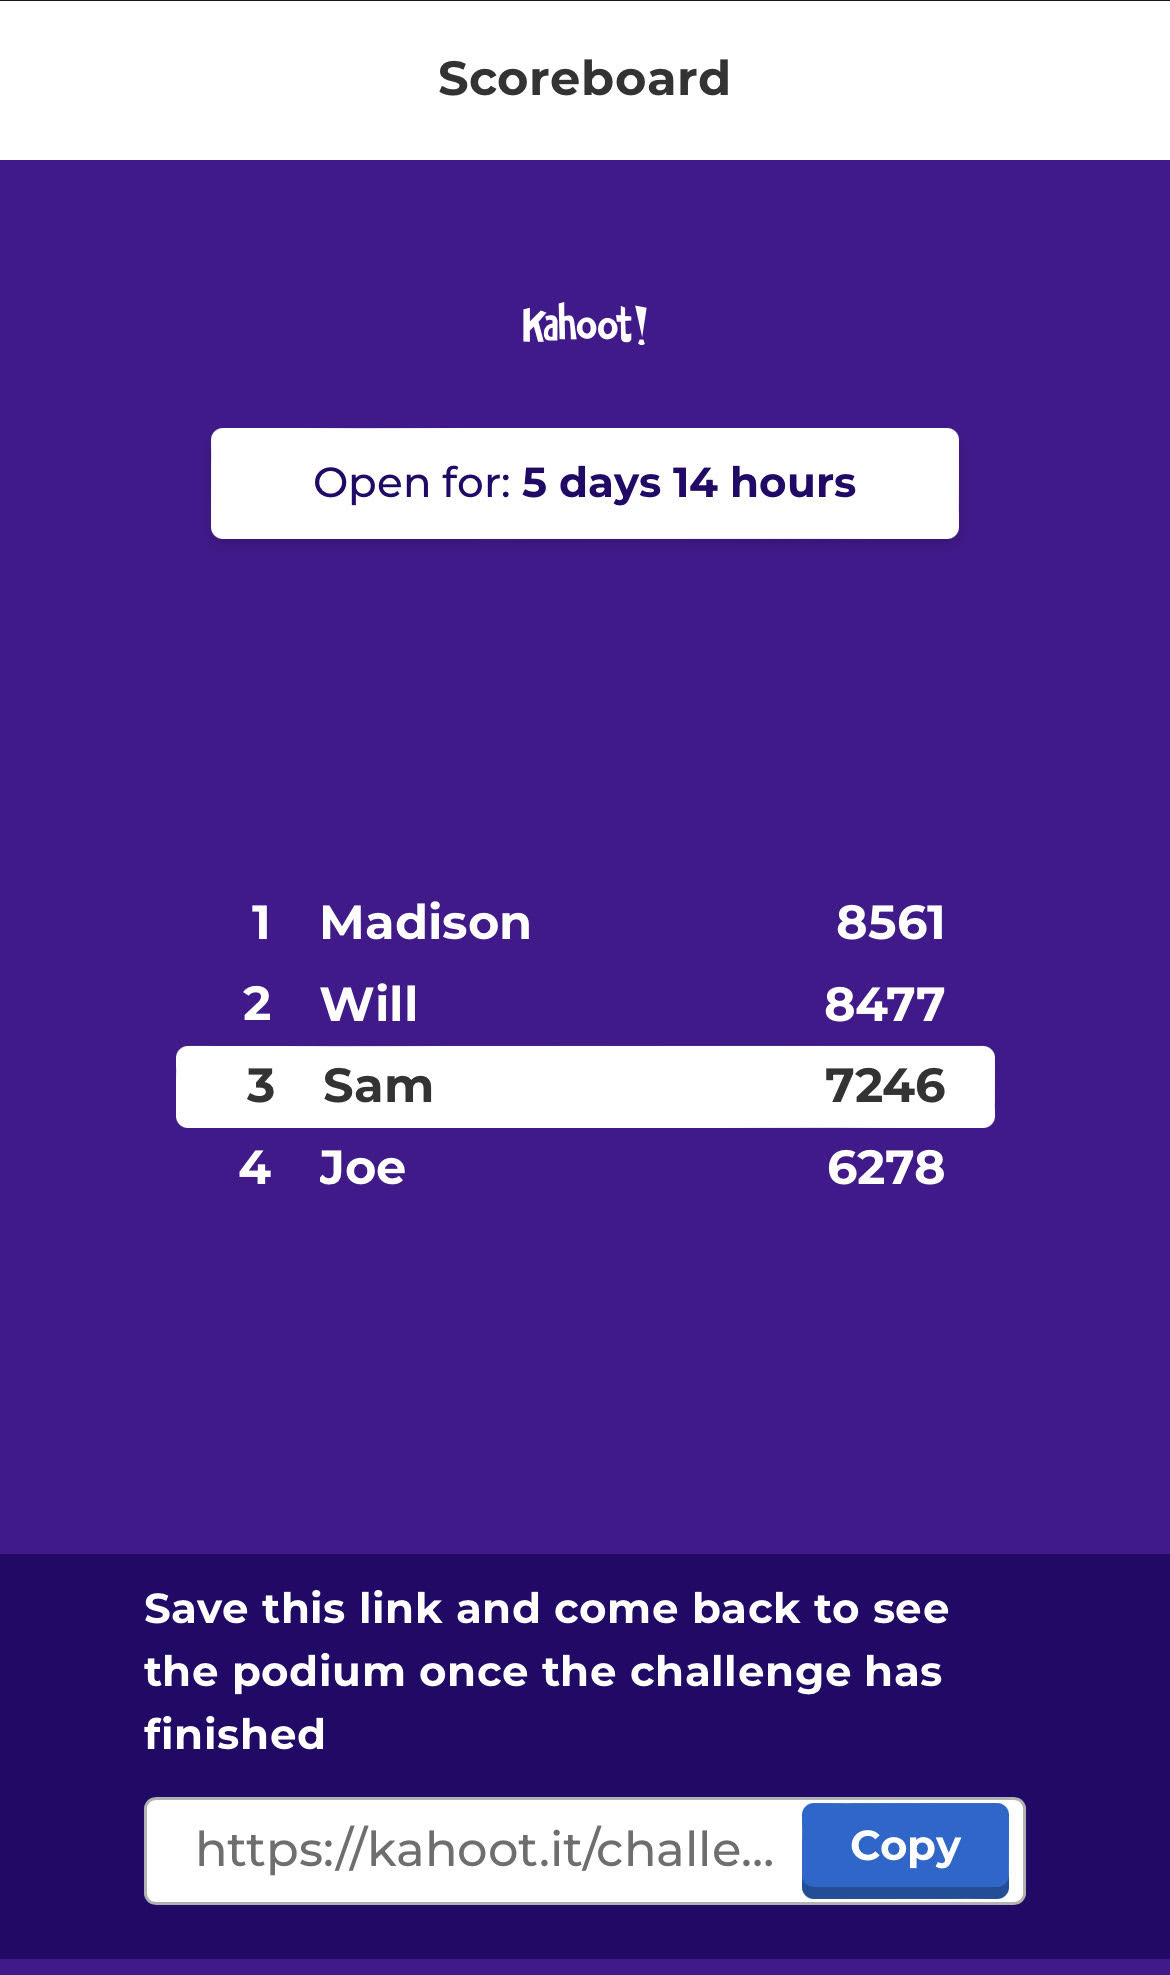 Scoreboard
Kahoot!
Open for: 5 days 14 hours
1 Madison 8561
2 Will 8477
3 Sam 7246
4 Joe 6278
Save this link and come back to see
the podium once the challenge has
finished
https://kahoot.it/challe... Copy